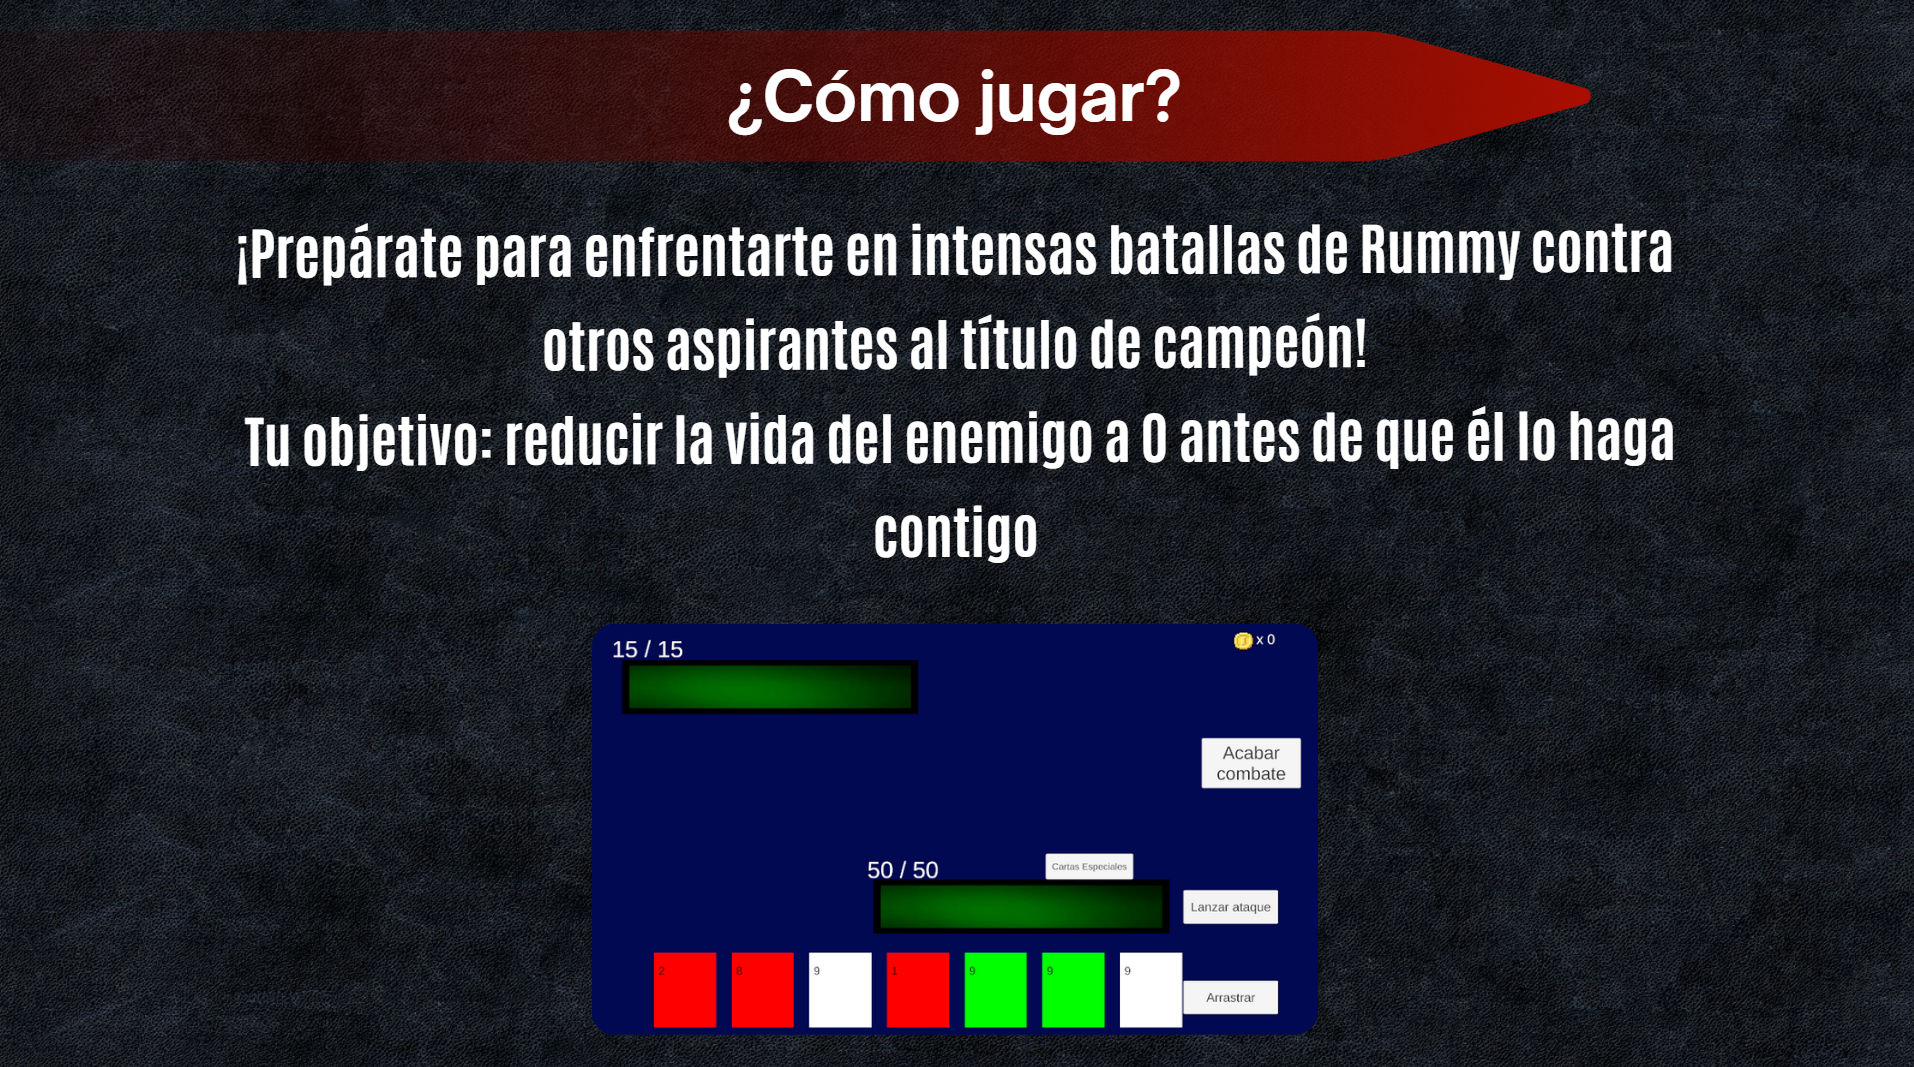 ¿Cómo jugar?
¡Prepárate para enfrentarte en intensas batallas de Rummy contra
otros aspirantes al título de campeón!
Tu objetivo: reducir la vida del enemigo a 0 antes de que él lo haga
contigo
15 / 15
x 0
Acabar
combate
50 / 50
Cartas Especiales
Lanzar ataque
2 8 9 1 9 9 9
Arrastrar